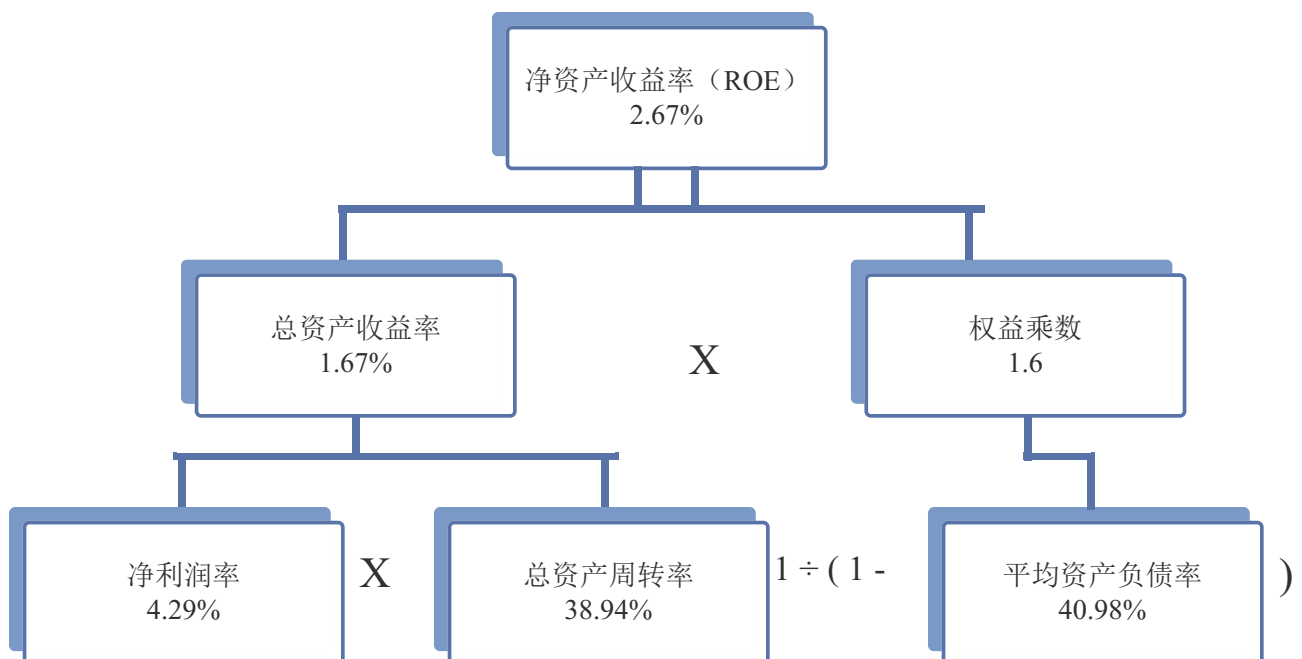 净资产收益率（ROE）
2.67%
总资产收益率
1.67%
X
权益乘数
1.6
净利润率
4.29%
X
总资产周转率
38.94%
1 ÷ ( 1 -
平均资产负债率
40.98%
)